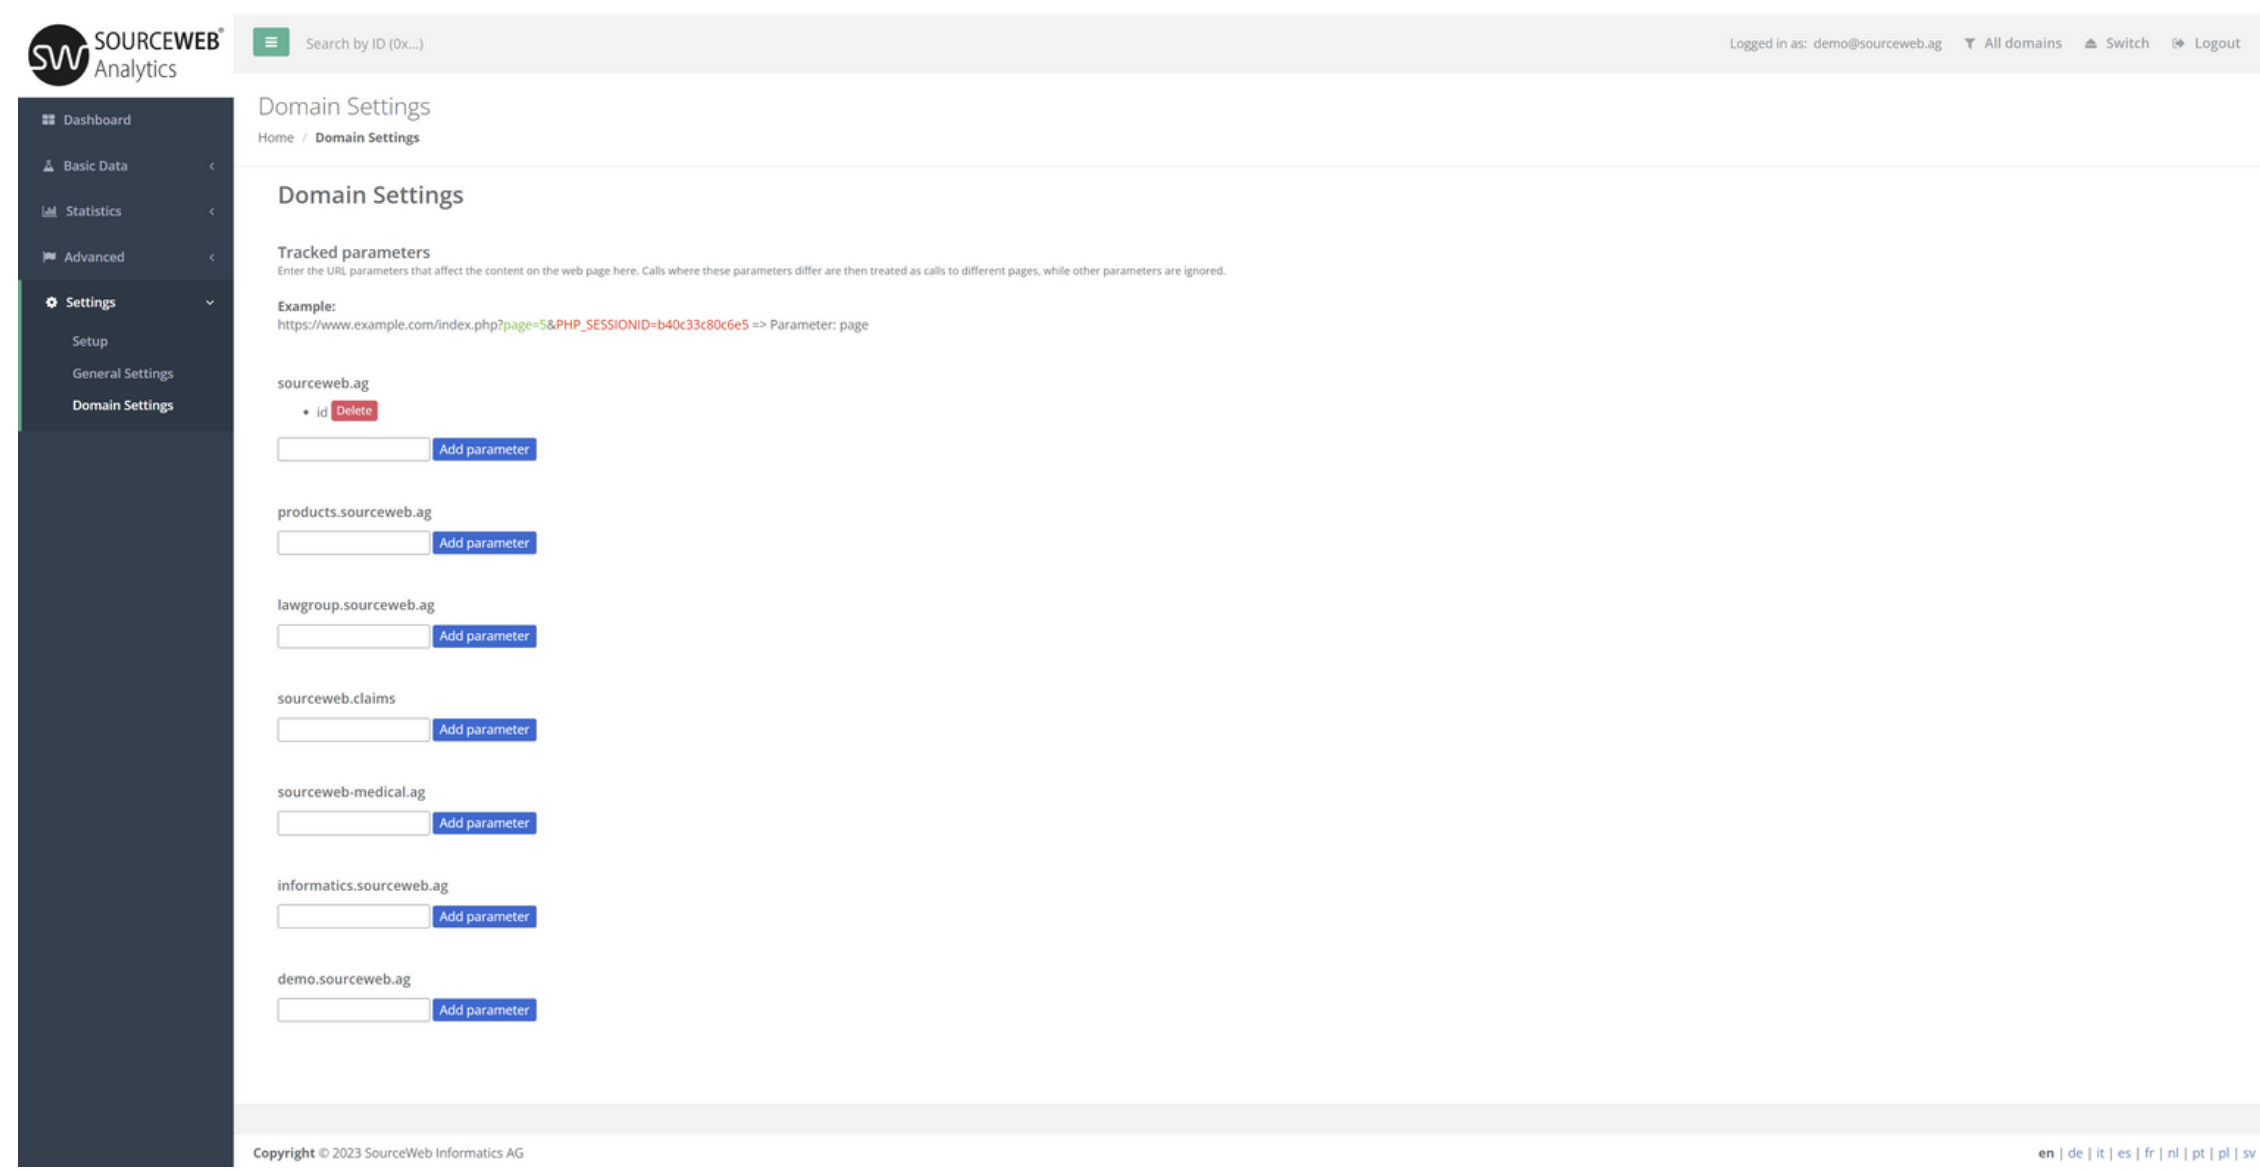 SW SOURCEWEB®
Analytics
Search by ID (0x...)
Logged in as: demo@sourceweb.ag All domains Switch Logout
Dashboard
Basic Data
Statistics
Advanced
Settings
Setup
General Settings
Domain Settings
Domain Settings
Home / Domain Settings
Domain Settings
Tracked parameters
Enter the URL parameters that affect the content on the web page here. Calls where these parameters differ are then treated as calls to different pages, while other parameters are ignored.
Example:
https://www.example.com/index.php?page=5&PHP_SESSIONID=b40c33c80c6e5 => Parameter: page
sourceweb.ag
• id Delete
Add parameter
products.sourceweb.ag
Add parameter
lawgroup.sourceweb.ag
Add parameter
sourceweb.claims
Add parameter
sourceweb-medical.ag
Add parameter
informatics.sourceweb.ag
Add parameter
demo.sourceweb.ag
Add parameter
Copyright © 2023 SourceWeb Informatics AG
en | de | it | es | fr | nl | pt | pl | sv